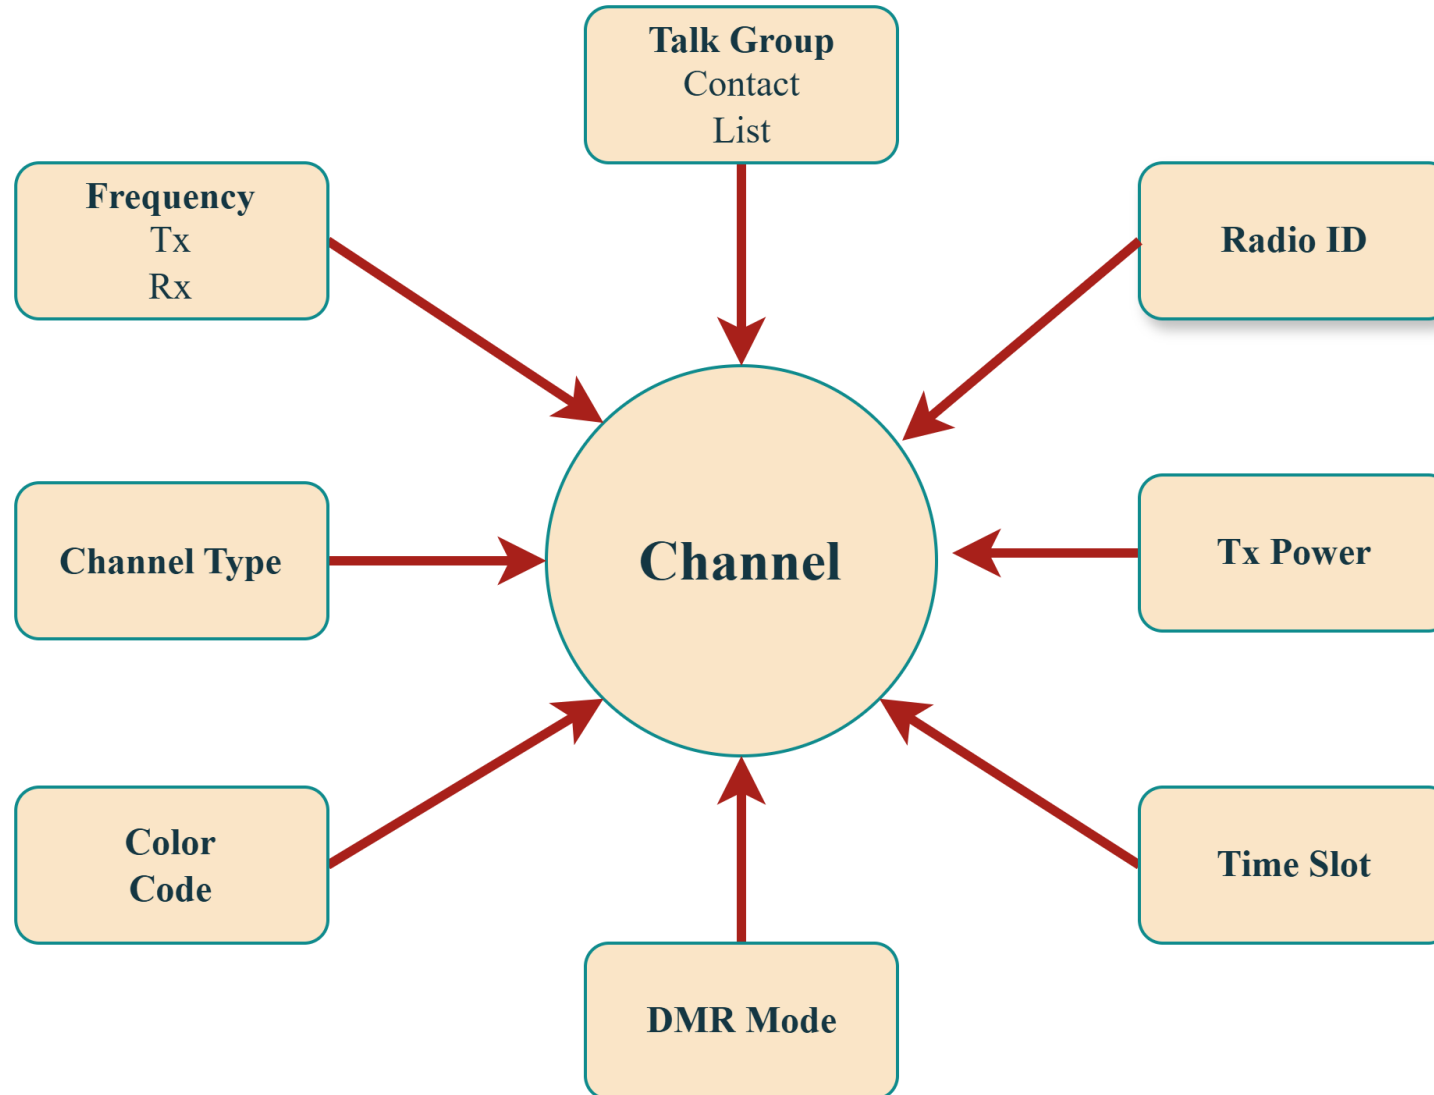 Talk Group
Contact
List
Frequency
Tx
Rx
Radio ID
Channel Type
Channel
Tx Power
Color
Code
Time Slot
DMR Mode